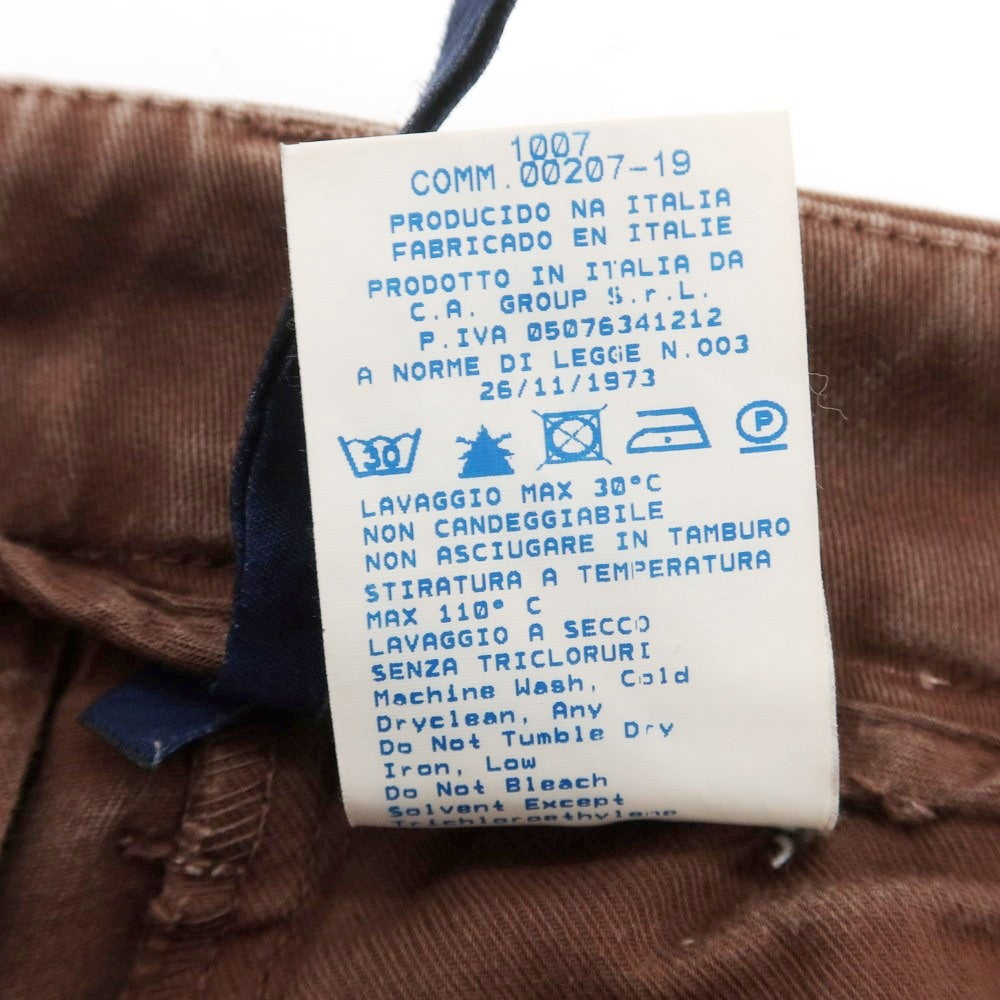 1007
COMM.00207-19
PRODUCIDO NA ITALIA
FABRICADO EN ITALIE
PRODOTTO IN ITALIA DA
C.A. GROUP S.r.L.
P.IVA 05076341212
A NORME DI LEGGE N.003
26/11/1973
30 P
LAVAGGIO MAX 30°C
NON CANDEGGIABILE
NON ASCIUGARE IN TAMBURO
STIRATURA A TEMPERATURA
MAX 110° C
LAVAGGIO A SECCO
SENZA TRICLORURI
Machine Wash, Cold
Dryclean, Any
Do Not Tumble Dry
Iron, Low
Do Not Bleach
Solvent Except
Trichloroethylene